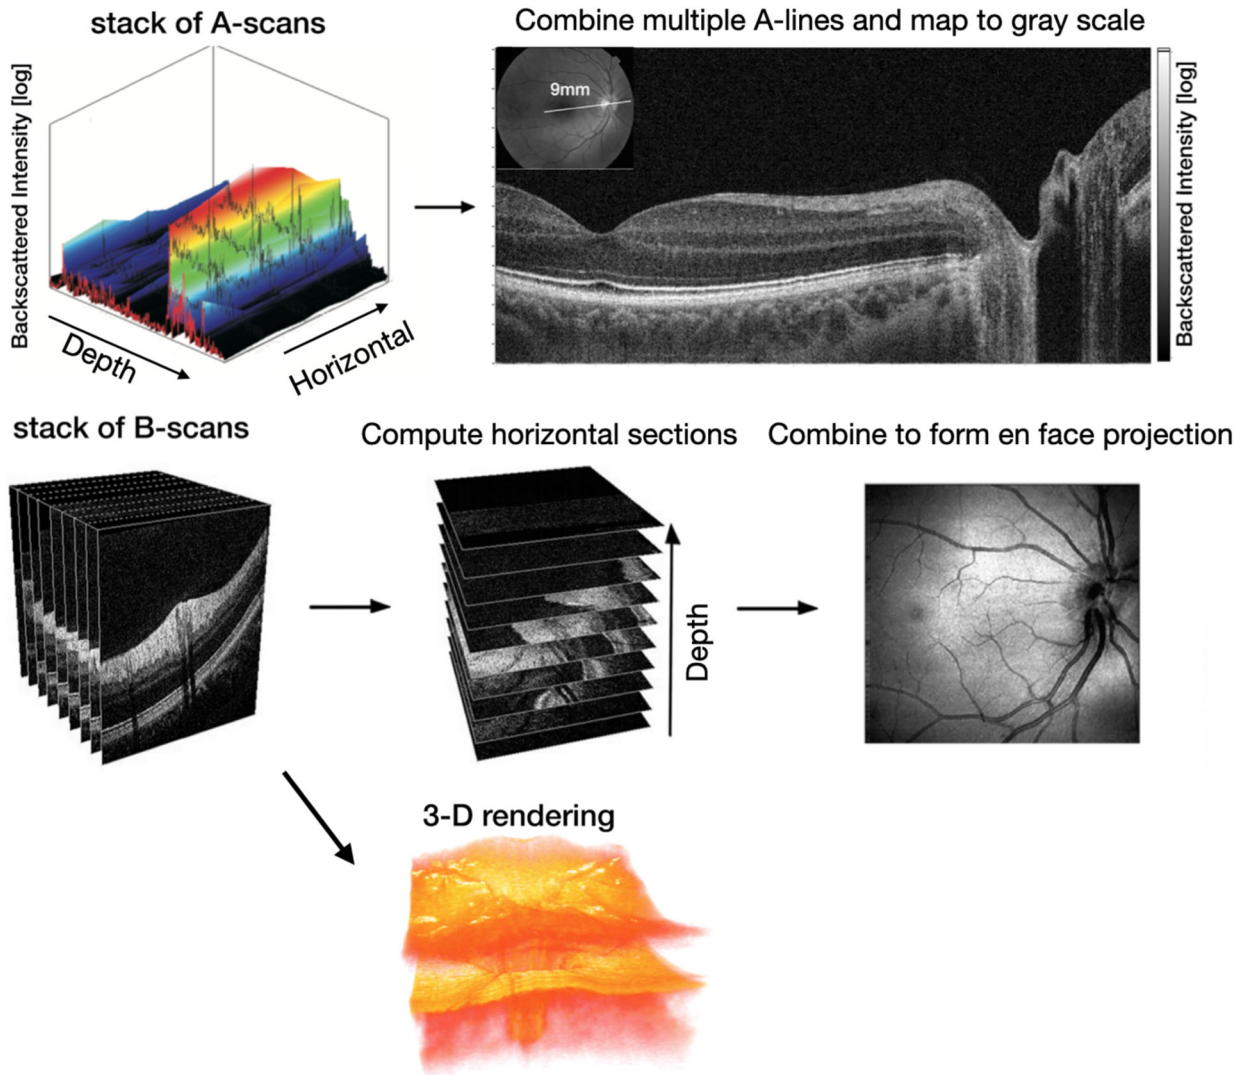 stack of A-scans
Combine multiple A-lines and map to gray scale
Backscattered Intensity [log]
9mm
Backscattered Intensity [log]
Depth
Horizontal
stack of B-scans
Compute horizontal sections
Combine to form en face projection
Depth
3-D rendering